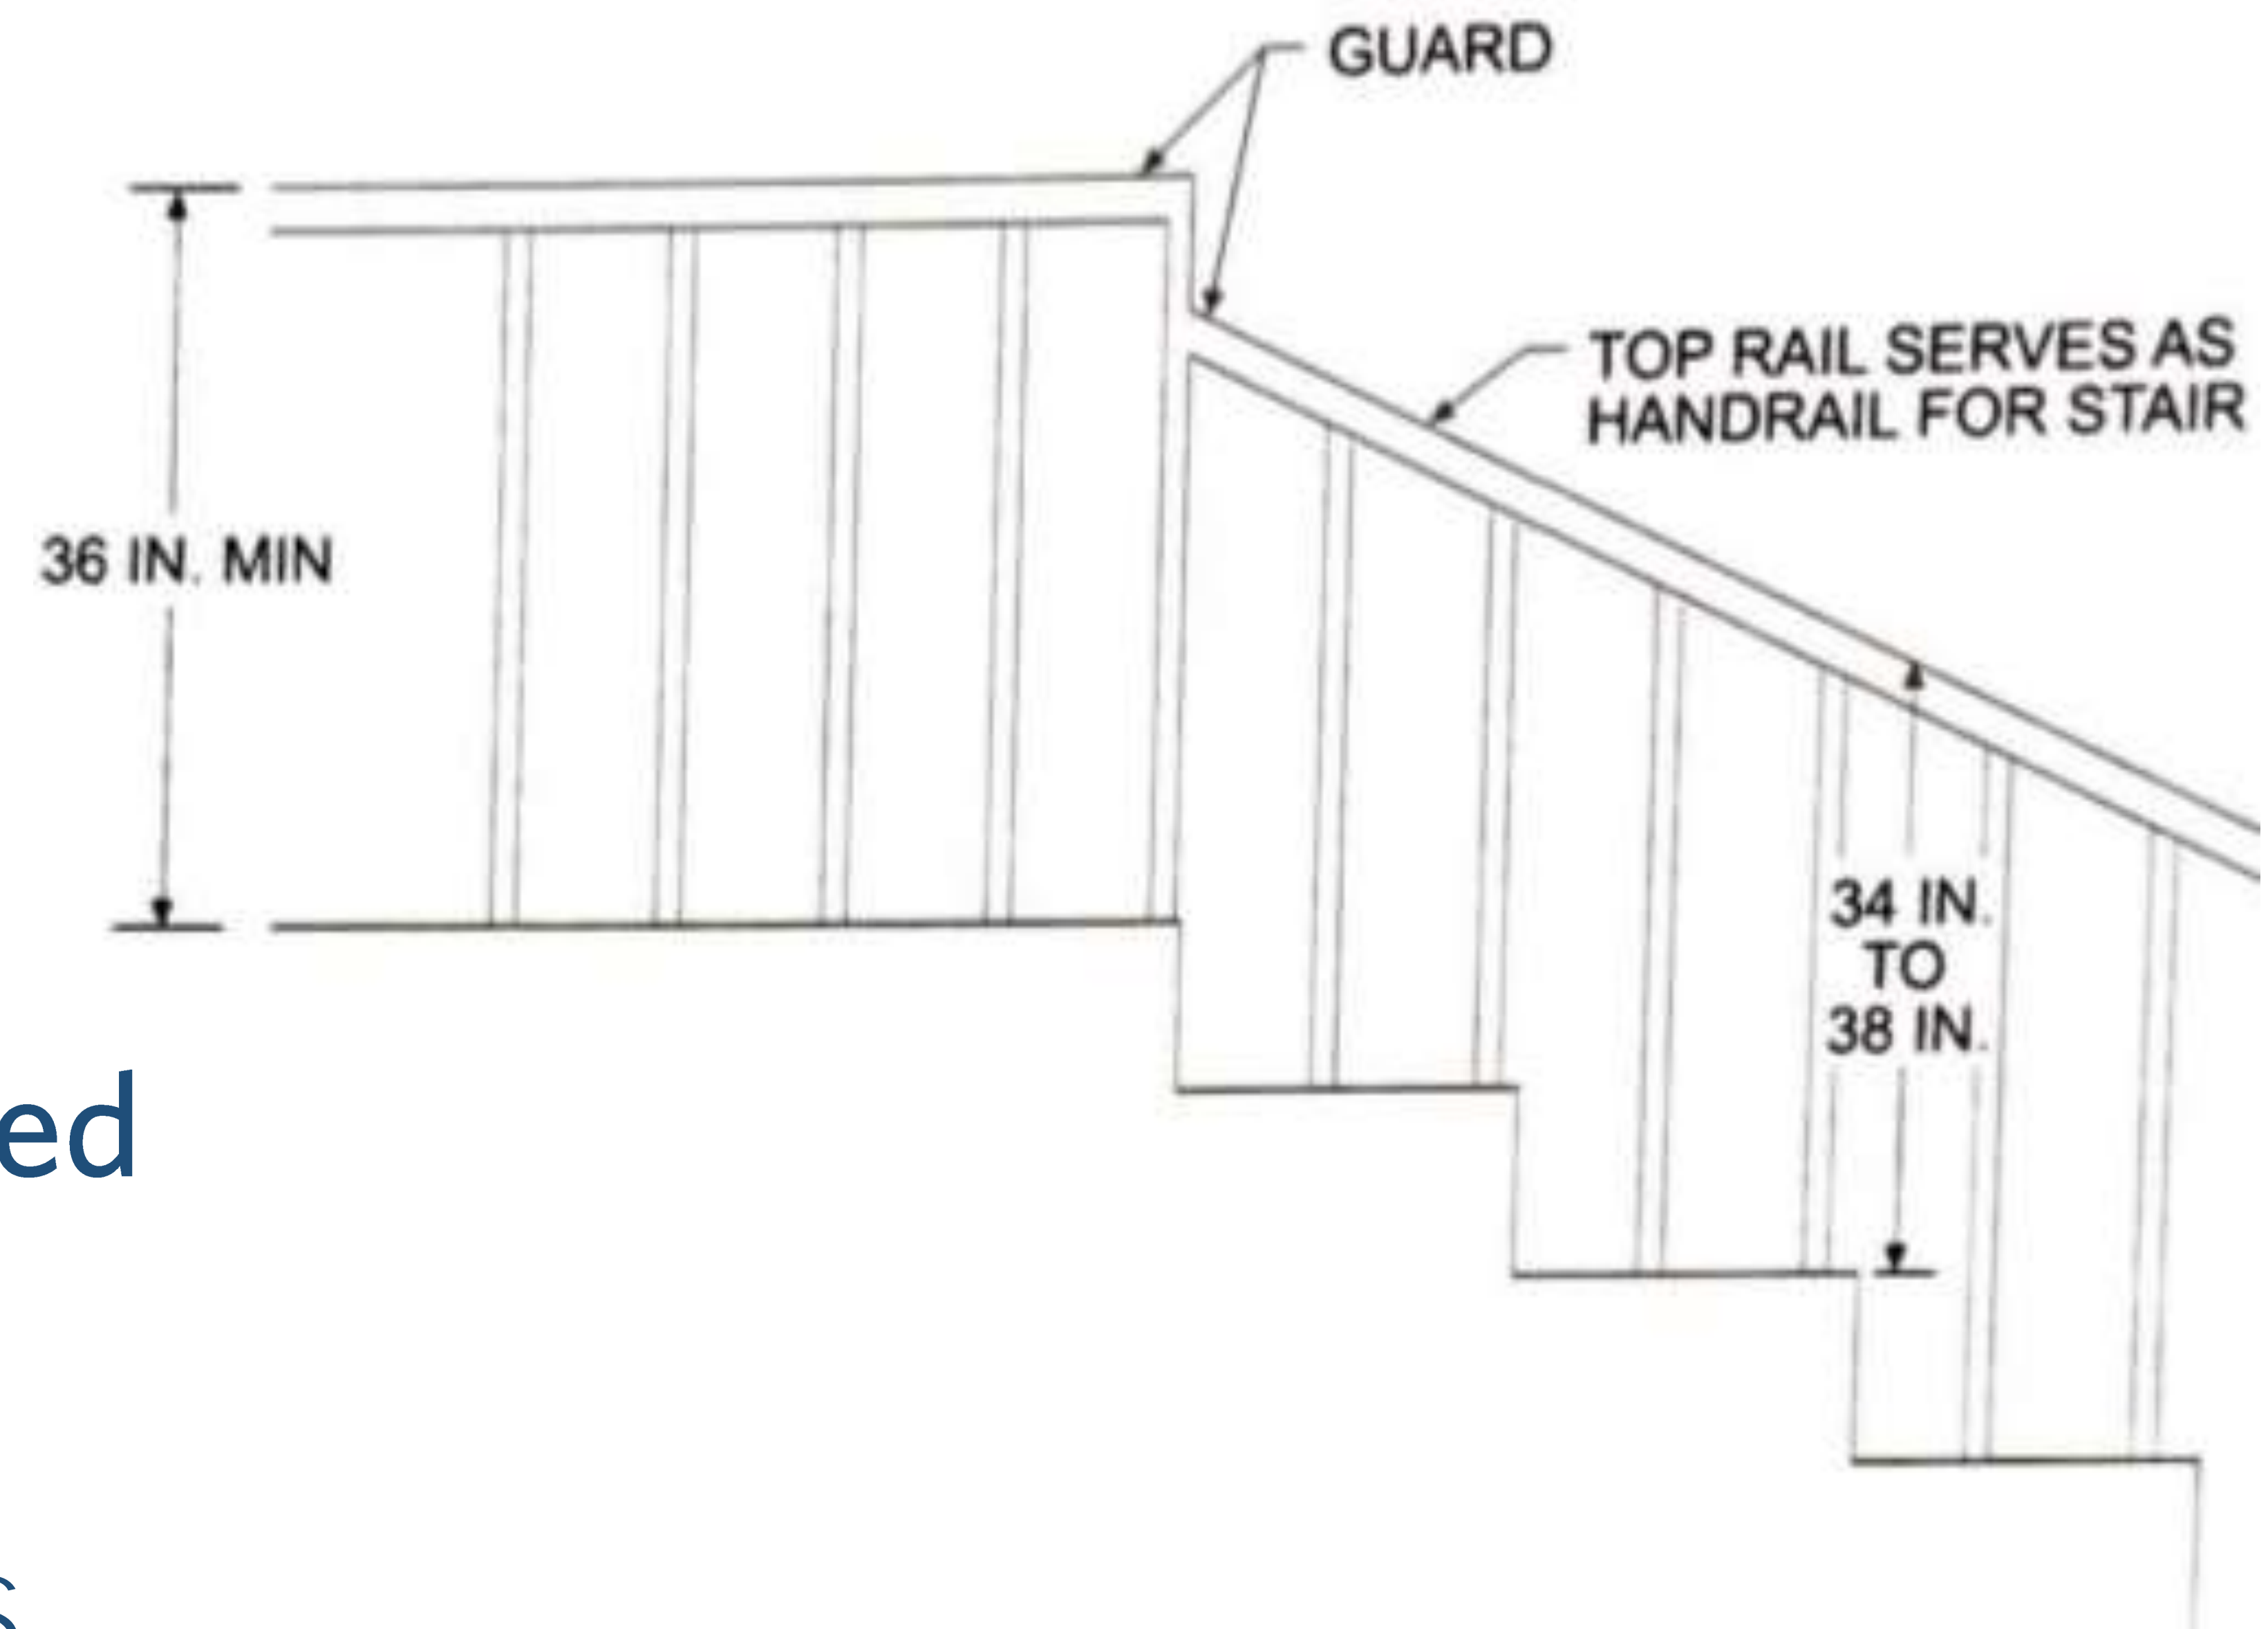 GUARD
TOP RAIL SERVES AS
HANDRAIL FOR STAIR
36 IN. MIN
34 IN.
TO
38 IN.
ed
s